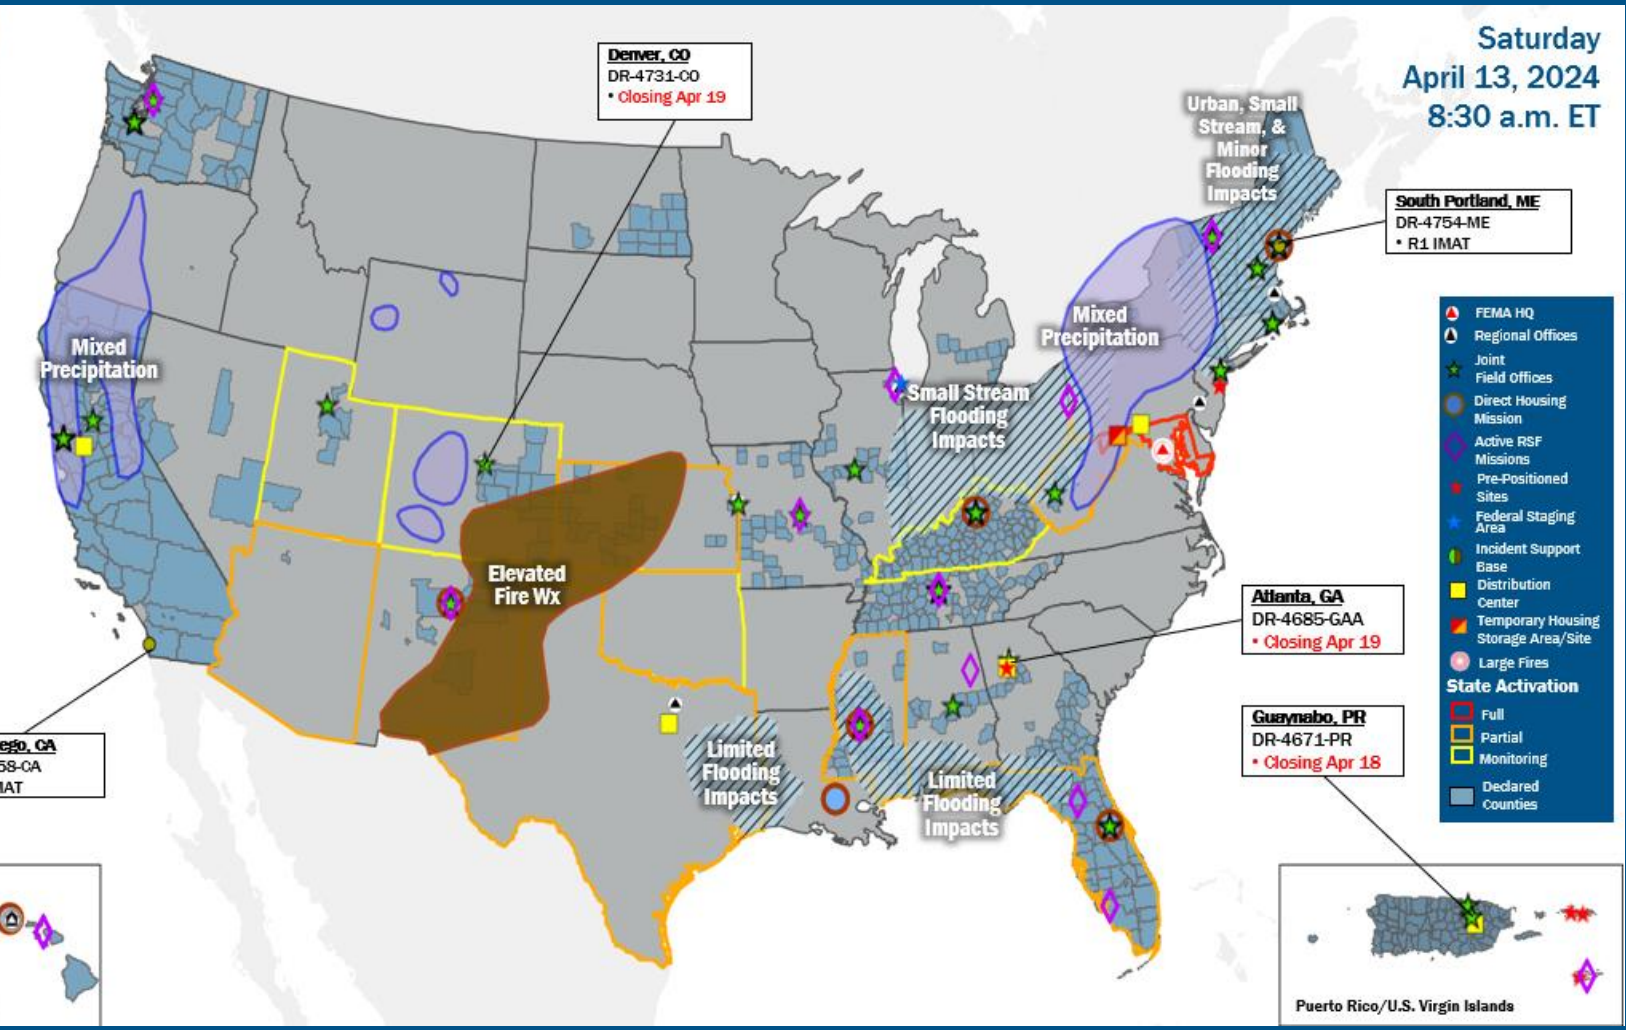 Saturday
April 13, 2024
8:30 a.m. ET
Denver, CO
DR-4731-CO
• Closing Apr 19
Urban, Small
Stream, &
Minor
Flooding
Impacts
South Portland, ME
DR-4754-ME
• R1 IMAT
Mixed
Precipitation
Mixed
Precipitation
Small Stream
Flooding
Impacts
Elevated
Fire Wx
Atlanta, GA
DR-4685-GAA
• Closing Apr 19
Guaynabo, PR
DR-4671-PR
• Closing Apr 18
ego, CA
58-CA
IAT
Limited
Flooding
Impacts
Limited
Flooding
Impacts
FEMA HQ
Regional Offices
Joint
Field Offices
Direct Housing
Mission
Active RSF
Missions
Pre-Positioned
Sites
Federal Staging
Area
Incident Support
Base
Distribution
Center
Temporary Housing
Storage Area/Site
Large Fires
State Activation
Full
Partial
Monitoring
Declared
Counties
Puerto Rico/U.S. Virgin Islands